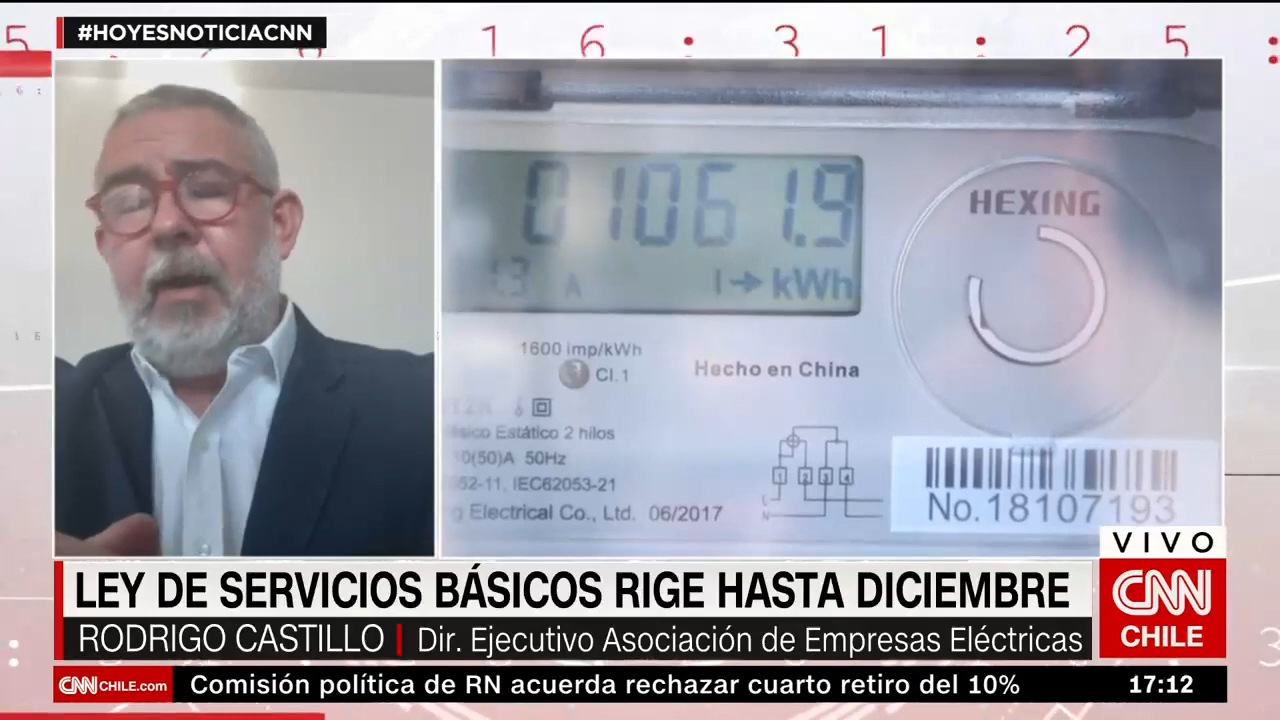 #HOYESNOTICIACNN
16:31:25
01061.9
A I→kWh
HEXING
1600 imp/kWh
Cl.1
Hecho en China
Estático 2 hilos
(50)A 50Hz
IEC62053-21
Electrical Co., Ltd. 06/2017
No.18107193
VIVO
CNN
CHILE
LEY DE SERVICIOS BÁSICOS RIGE HASTA DICIEMBRE
RODRIGO CASTILLO | Dir. Ejecutivo Asociación de Empresas Eléctricas
CNNCHILE.com Comisión política de RN acuerda rechazar cuarto retiro del 10% 17:12